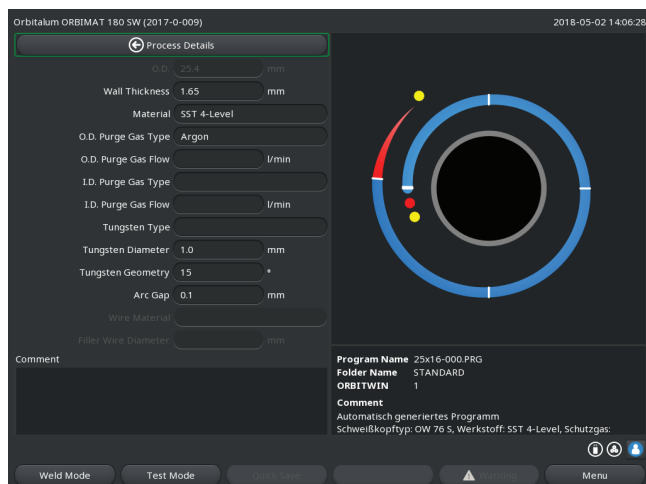 Orbitalum ORBIMAT 180 SW (2017-0-009) 2018-05-02 14:06:28
Process Details
O.D. 25.4 mm
Wall Thickness 1.65 mm
Material SST 4-Level
O.D. Purge Gas Type Argon
O.D. Purge Gas Flow l/min
I.D. Purge Gas Type
I.D. Purge Gas Flow l/min
Tungsten Type
Tungsten Diameter 1.0 mm
Tungsten Geometry 15 °
Arc Gap 0.1 mm
Wire Material
Filler Wire Diameter mm
Comment
Program Name 25x16-000.PRG
Folder Name STANDARD
ORBITWIN 1
Comment
Automatisch generiertes Programm
Schweißkopftyp: OW 76 S, Werkstoff: SST 4-Level, Schutzgas:
Weld Mode Test Mode Quick Save Warning Menu